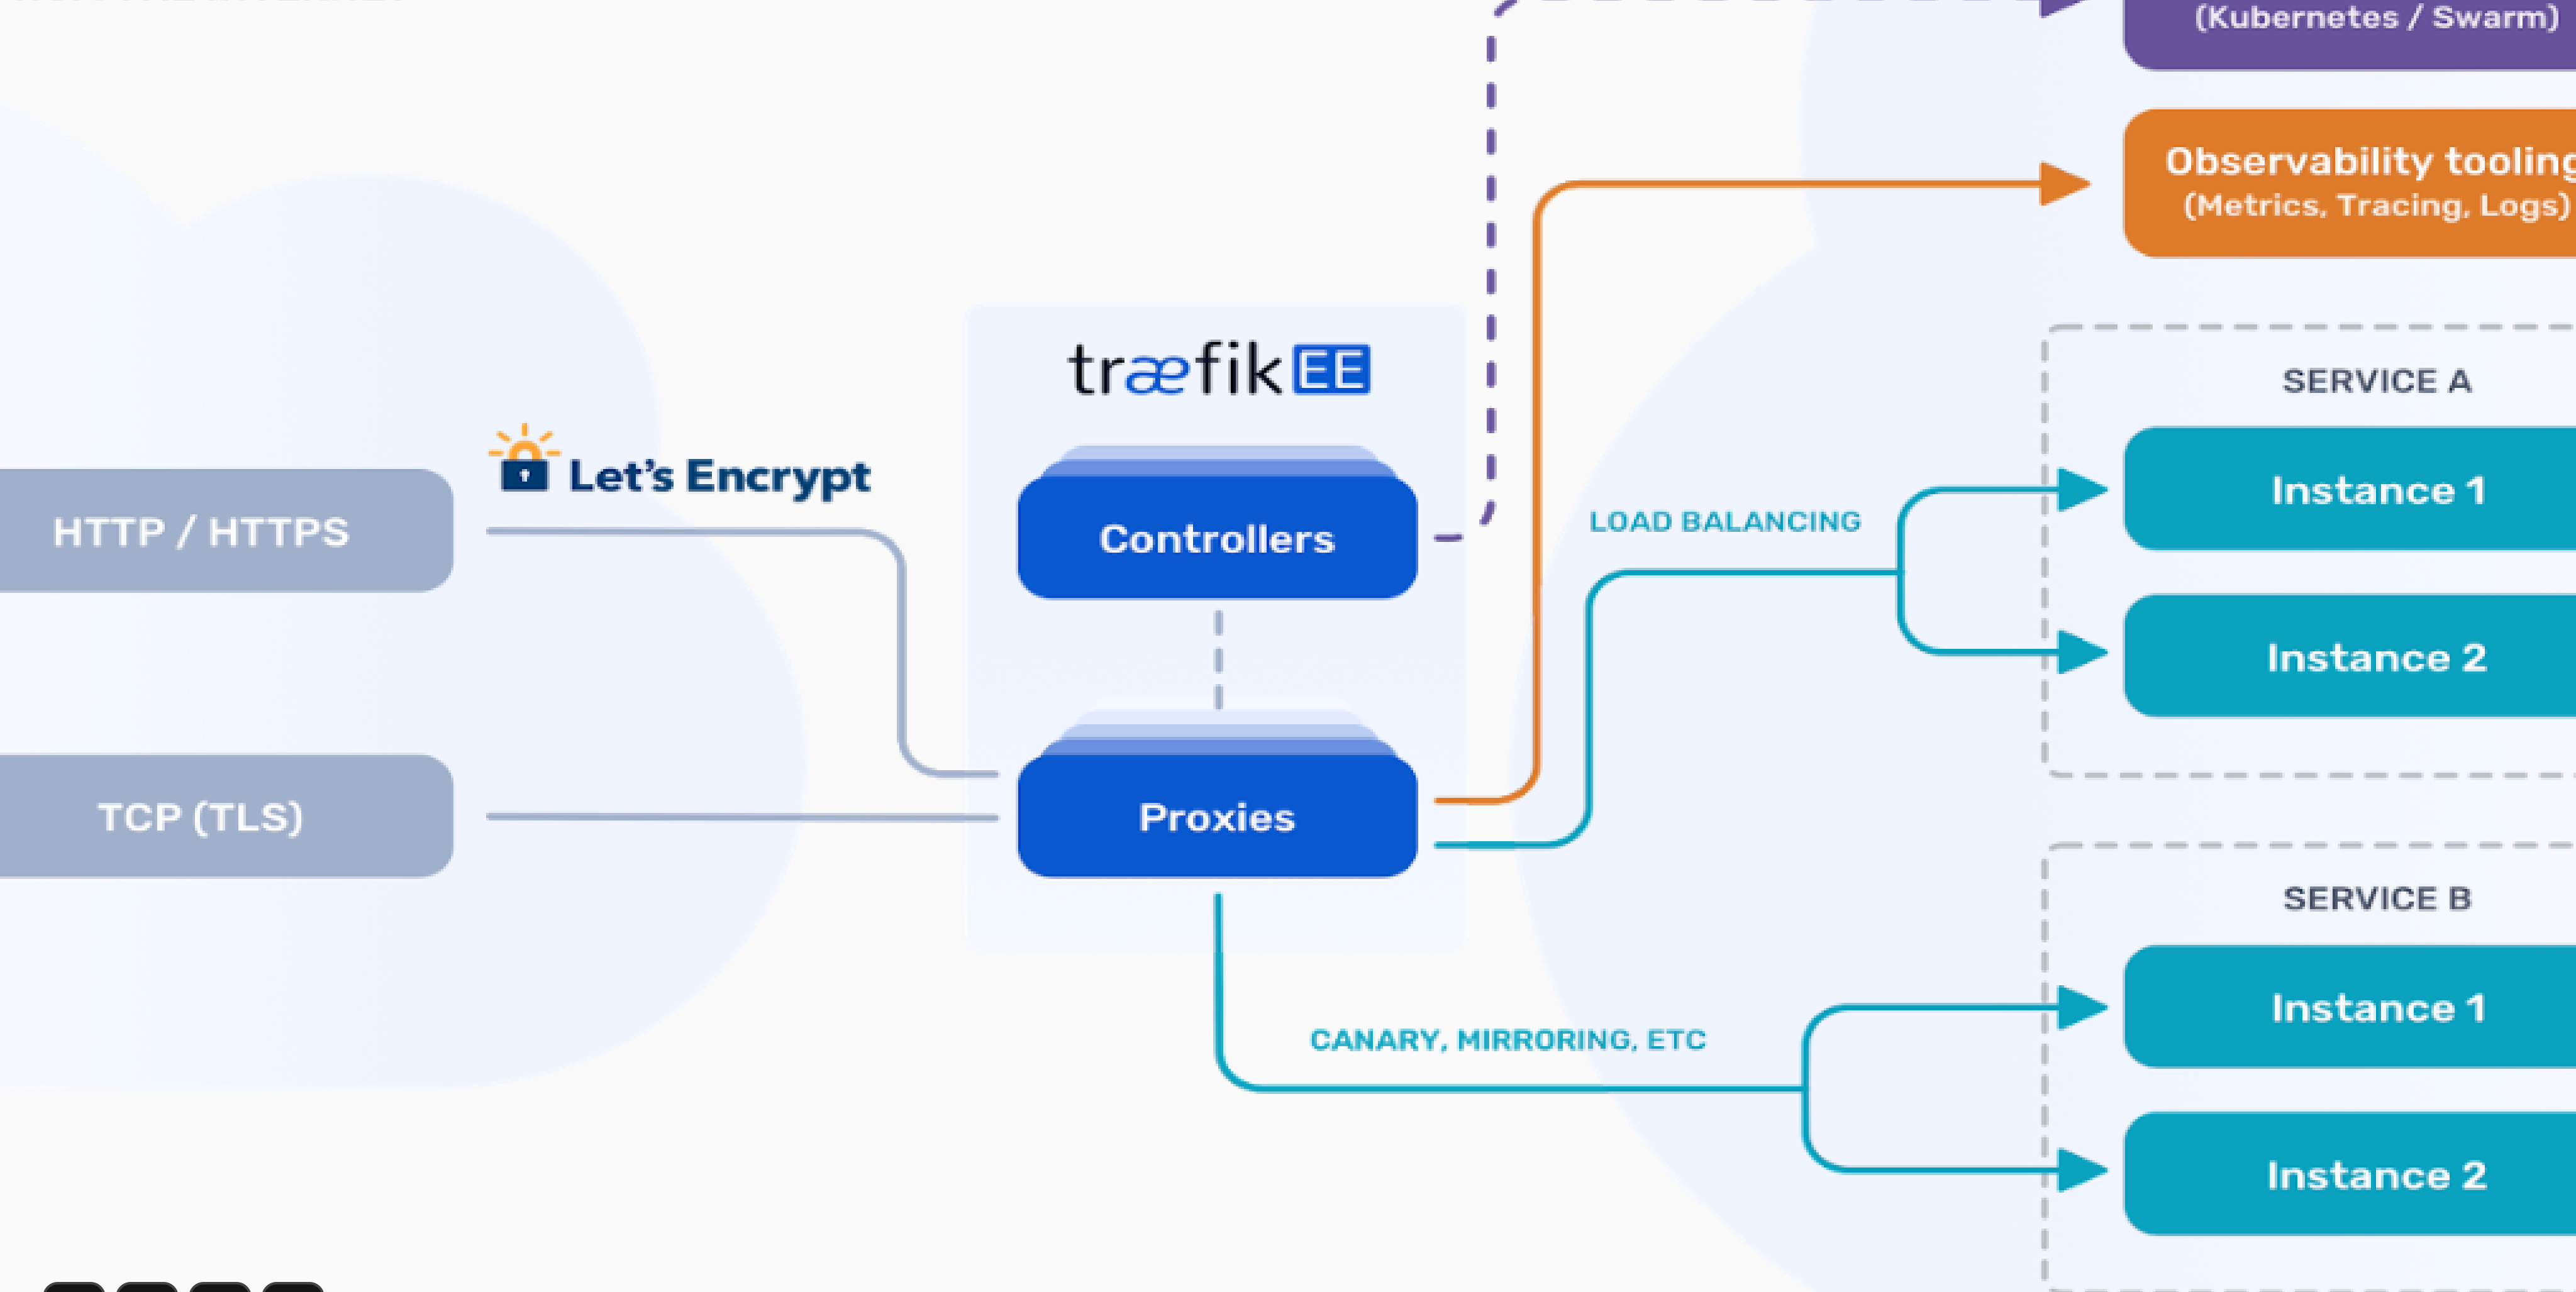 (Kubernetes / Swarm)
Observability tooling
(Metrics, Tracing, Logs)
træfik EE
SERVICE A
Let's Encrypt
HTTP / HTTPS
Controllers
LOAD BALANCING
Instance 1
Instance 2
TCP (TLS)
Proxies
SERVICE B
CANARY, MIRRORING, ETC
Instance 1
Instance 2